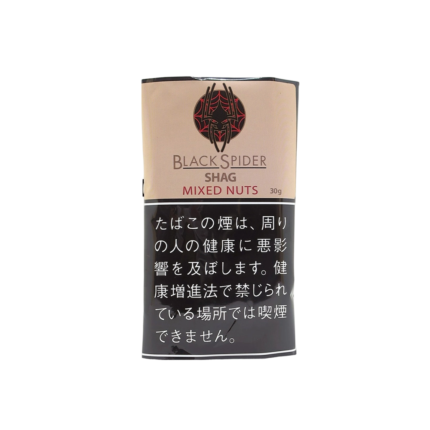 BLACK SPIDER
SHAG
MIXED NUTS 30g
たばこの煙は、周り
の人の健康に悪影
響を及ぼします。健
康増進法で禁じられ
ている場所では喫煙
できません。